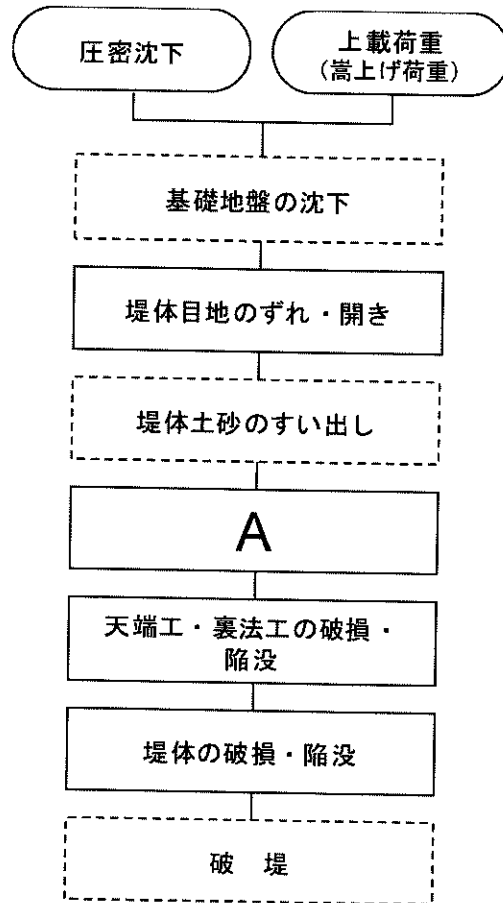 圧密沈下
上載荷重
(嵩上げ荷重)
基礎地盤の沈下
堤体目地のずれ・開き
堤体土砂のすい出し
A
天端工・裏法工の破損・
陥没
堤体の破損・陥没
破 堤